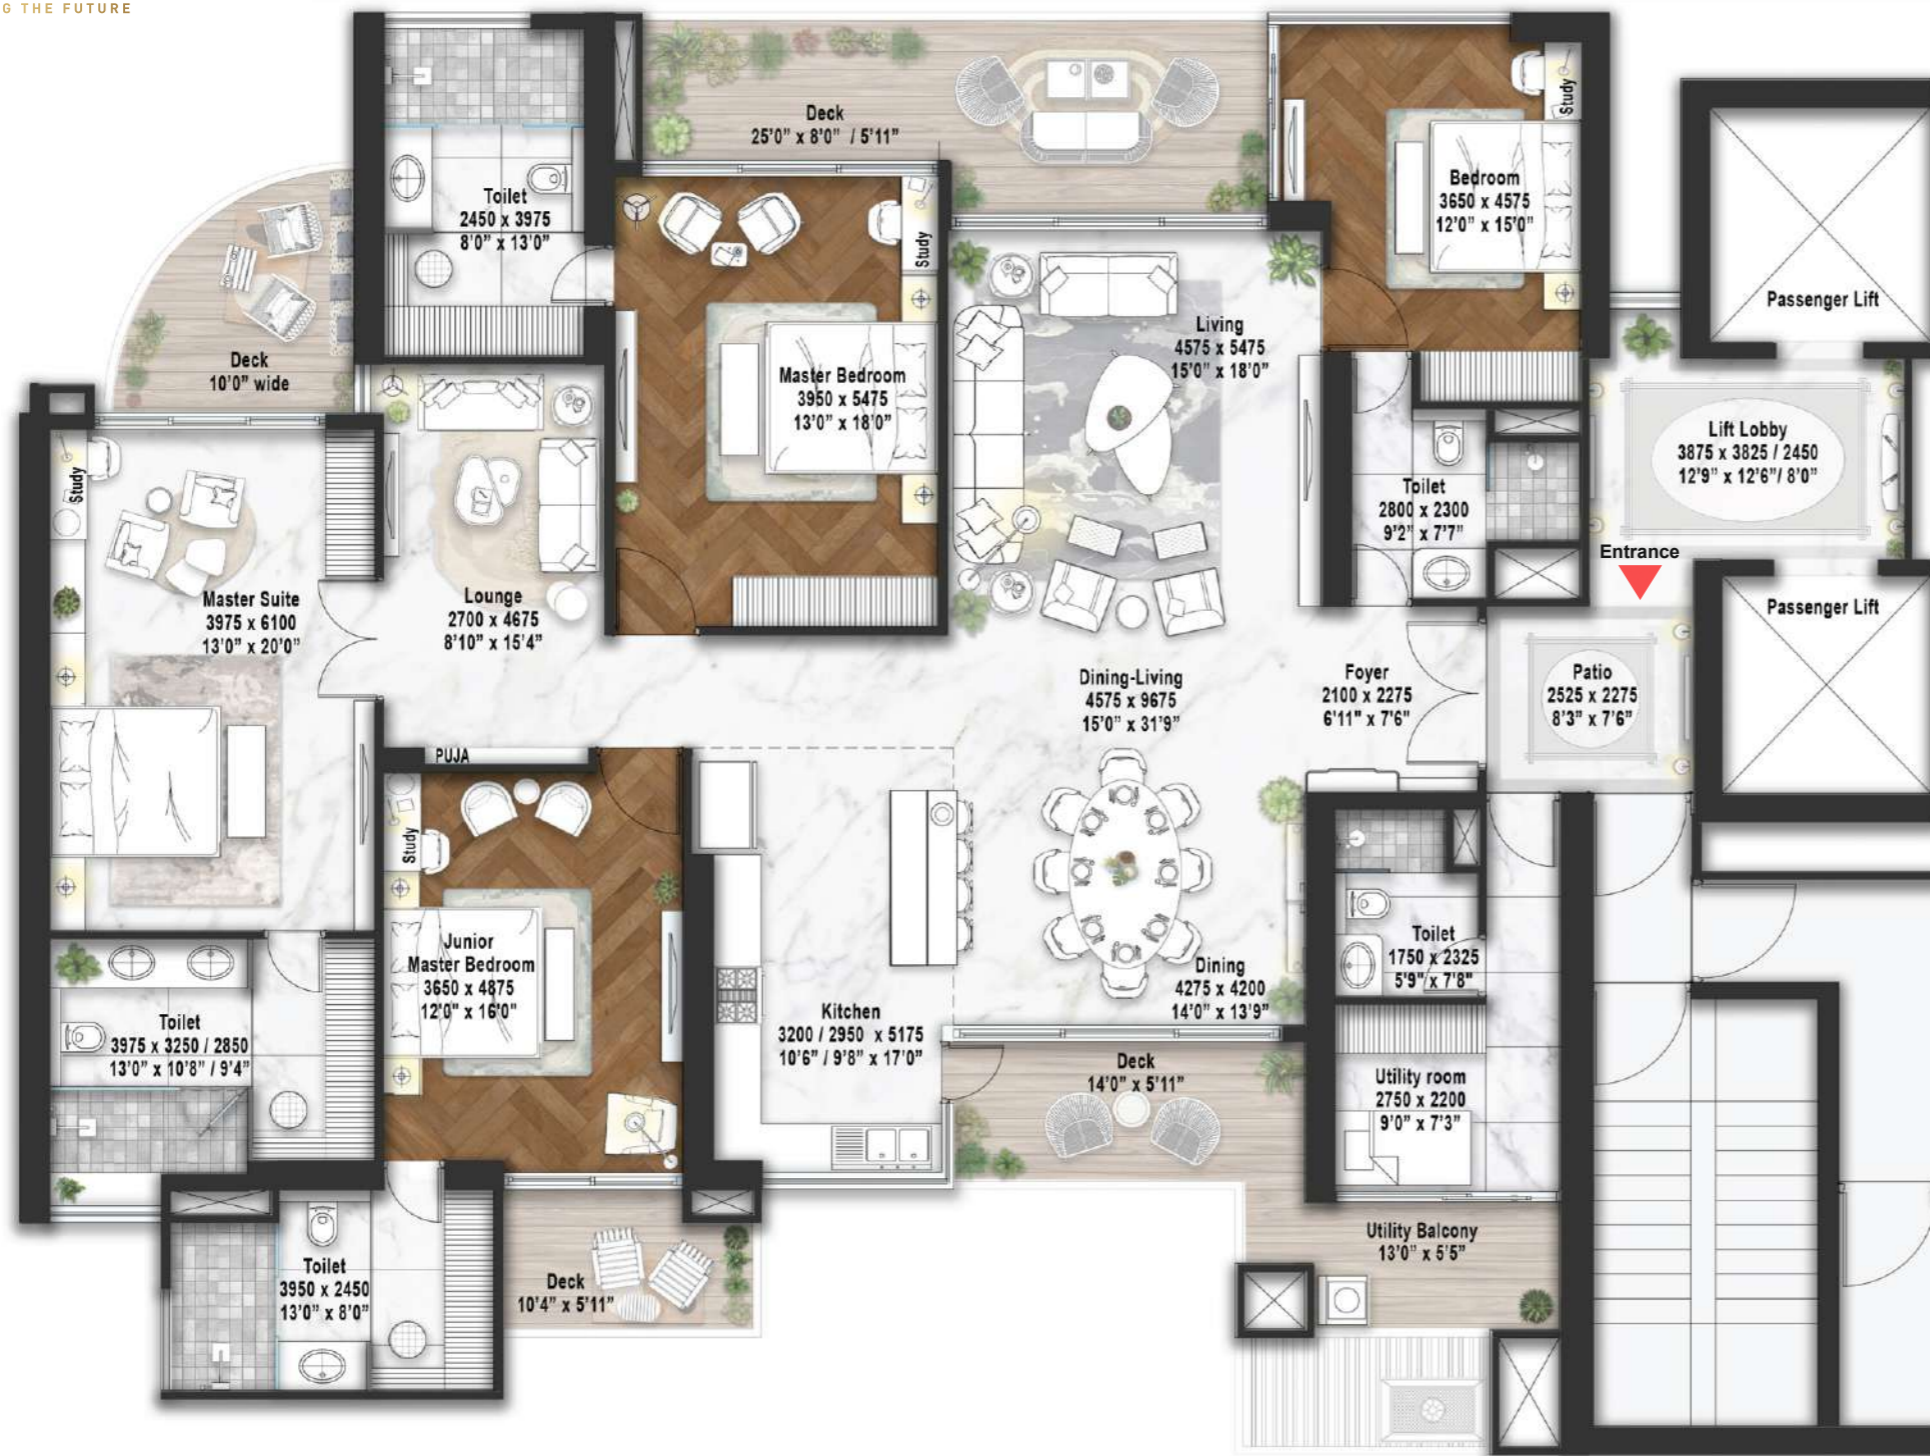 G THE FUTURE
Deck
25'0” x 8'0” / 5'11”
Study
Bedroom
3650 x 4575
12'0” x 15'0”
Toilet
2450 x 3975
8'0” x 13'0”
Study
Passenger Lift
Deck
10'0” wide
Living
4575 x 5475
15'0” x 18'0”
Master Bedroom
3950 x 5475
13'0” x 18'0”
Lift Lobby
3875 x 3825 / 2450
12'9” x 12'6”/ 8'0”
Study
Toilet
2800 x 2300
9'2” x 7'7”
Entrance
Master Suite
3975 x 6100
13'0” x 20'0”
Lounge
2700 x 4675
8'10” x 15'4”
Passenger Lift
Dining-Living
4575 x 9675
15'0” x 31'9”
Foyer
2100 x 2275
6'11" x 7'6”
Patio
2525 x 2275
8'3” x 7'6”
PUJA
Study
Junior
Master Bedroom
3650 x 4875
12'0” x 16'0”
Toilet
1750 x 2325
5'9” x 7'8”
Dining
4275 x 4200
14'0” x 13'9”
Kitchen
3200 / 2950 x 5175
10'6” / 9'8” x 17'0”
Toilet
3975 x 3250 / 2850
13'0” x 10'8” / 9'4”
Deck
14'0” x 5'11”
Utility room
2750 x 2200
9'0” x 7'3”
Utility Balcony
13'0” x 5'5”
Toilet
3950 x 2450
13'0” x 8'0”
Deck
10'4” x 5'11”